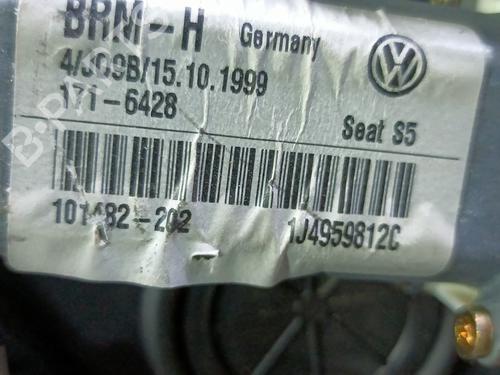 BRM-H Germany
4/J09B/15.10.1999
171-6428
Seat S5
101482-202
1J4959812C